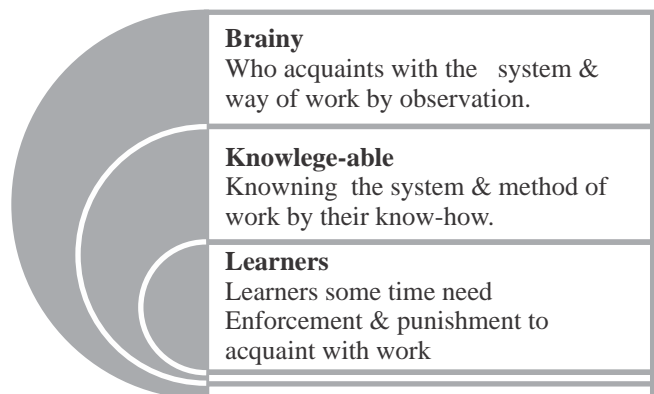 Brainy
Who acquaints with the system &
way of work by observation.
Knowlege-able
Knowning the system & method of
work by their know-how.
Learners
Learners some time need
Enforcement & punishment to
acquaint with work